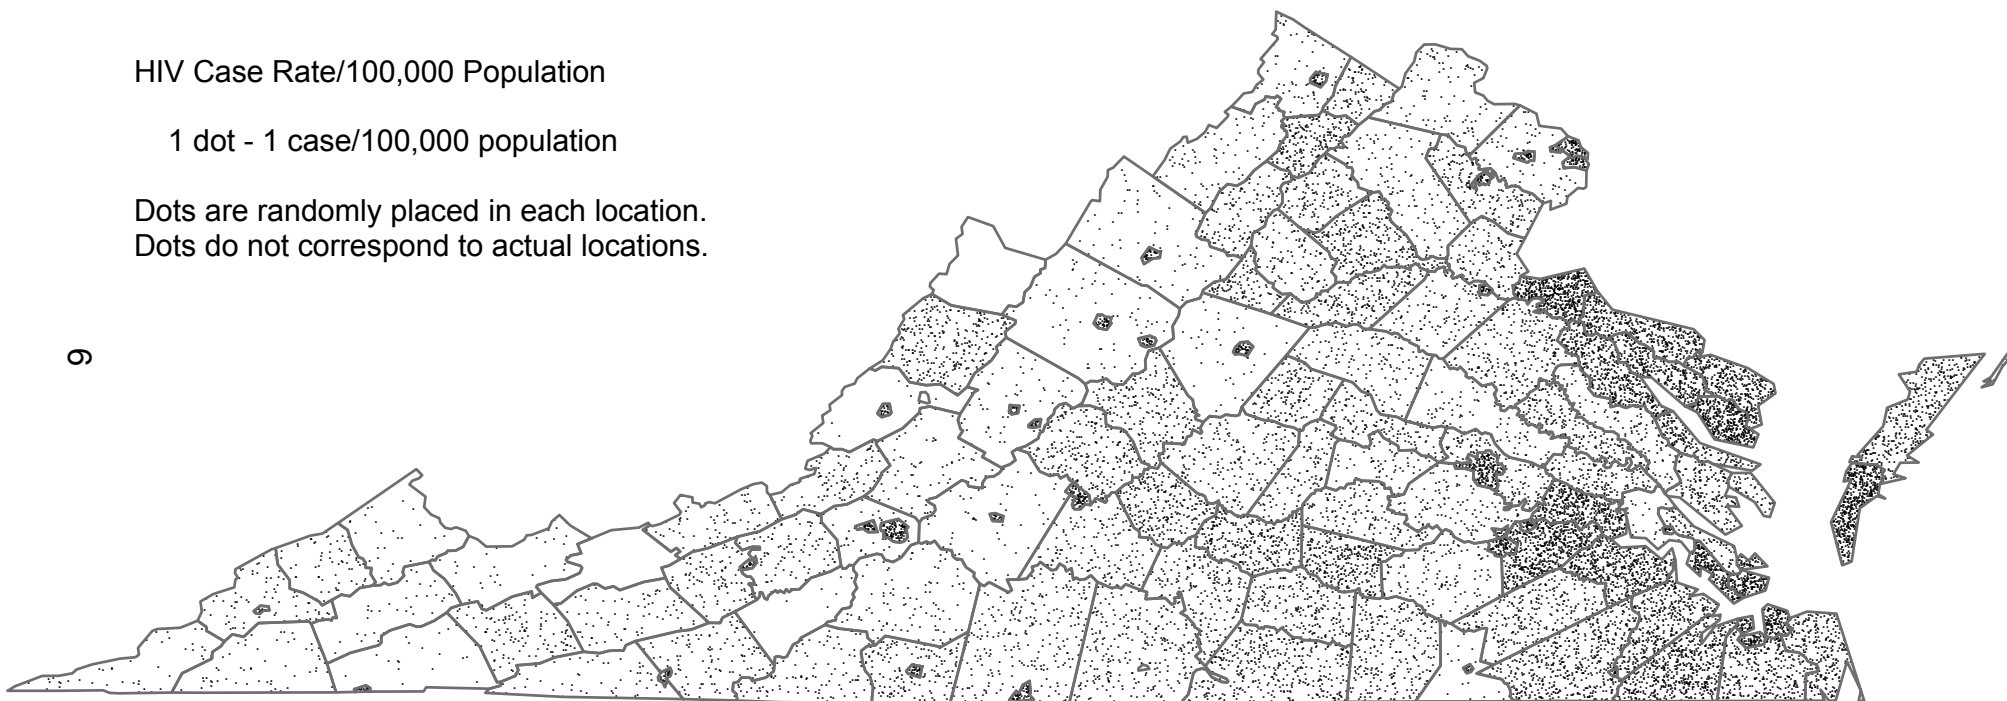 HIV Case Rate/100,000 Population
1 dot - 1 case/100,000 population
Dots are randomly placed in each location.
Dots do not correspond to actual locations.
9